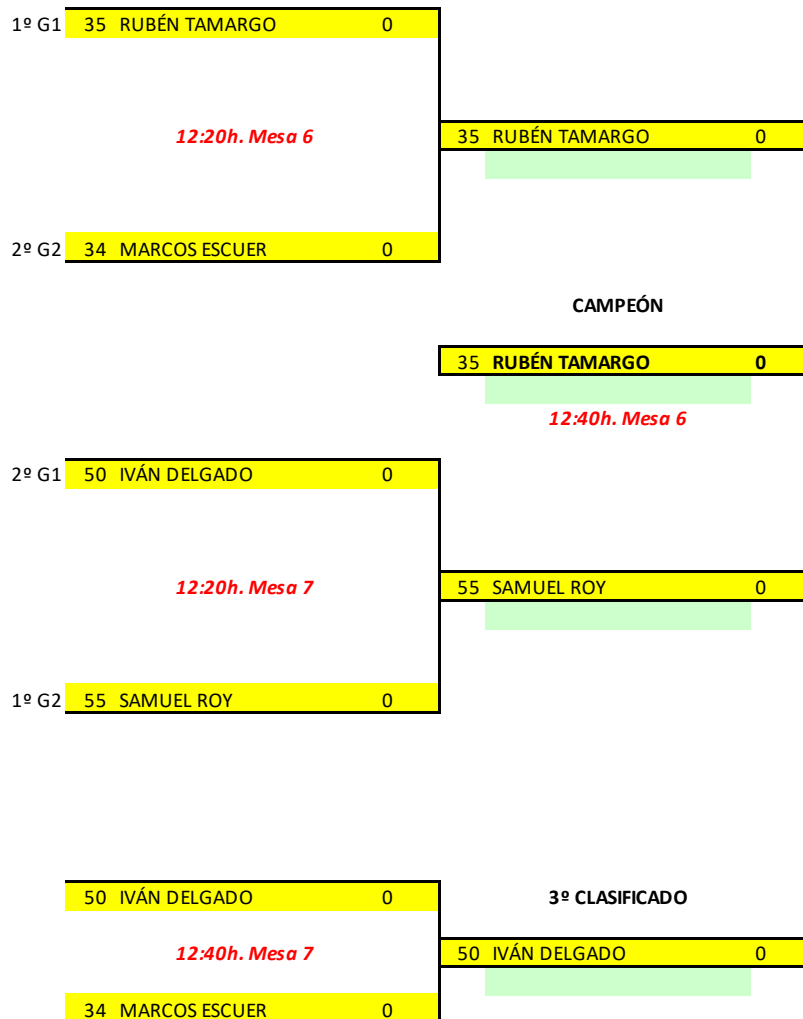 1º G1 35 RUBÉN TAMARGO 0
12:20h. Mesa 6 35 RUBÉN TAMARGO 0
2º G2 34 MARCOS ESCUER 0
CAMPEÓN
35 RUBÉN TAMARGO 0
12:40h. Mesa 6
2º G1 50 IVÁN DELGADO 0
12:20h. Mesa 7 55 SAMUEL ROY 0
1º G2 55 SAMUEL ROY 0
50 IVÁN DELGADO 0 3º CLASIFICADO
12:40h. Mesa 7 50 IVÁN DELGADO 0
34 MARCOS ESCUER 0